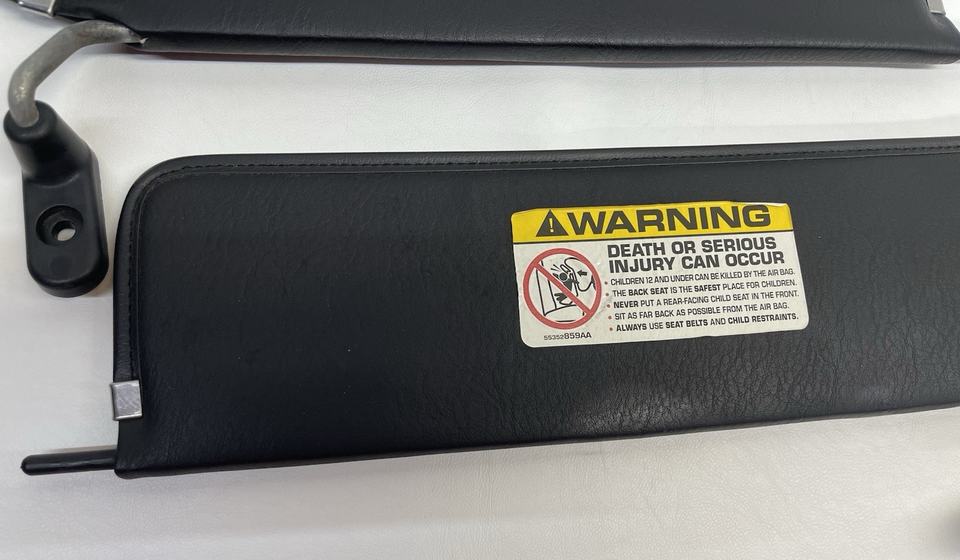 WARNING
DEATH OR SERIOUS
INJURY CAN OCCUR
• CHILDREN 12 AND UNDER CAN BE KILLED BY THE AIR BAG.
• THE BACK SEAT IS THE SAFEST PLACE FOR CHILDREN.
• NEVER PUT A REAR-FACING CHILD SEAT IN THE FRONT.
• SIT AS FAR BACK AS POSSIBLE FROM THE AIR BAG.
• ALWAYS USE SEAT BELTS AND CHILD RESTRAINTS.
55352859AA